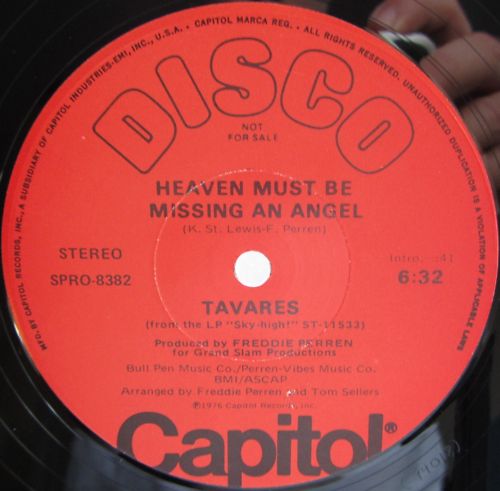 MFG. BY CAPITOL RECORDS, INC., A SUBSIDIARY OF CAPITOL INDUSTRIES-EMI, INC., U.S.A. • CAPITOL MARCA REG. • ALL RIGHTS RESERVED. UNAUTHORIZED DUPLICATION IS A VIOLATION OF APPLICABLE LAWS
DISCO
NOT
FOR SALE
HEAVEN MUST BE
MISSING AN ANGEL
(K. St. Lewis-F. Perren)
STEREO
SPRO-8382
Intro.-:41
6:32
TAVARES
(from the LP "Sky-high!" ST-11533)
Produced by FREDDIE PERREN
for Grand Slam Productions
Bull Pen Music Co./Perren-Vibes Music Co.
BMI/ASCAP
Arranged by Freddie Perren and Tom Sellers
℗1976 Capitol Records, Inc.
Capitol®